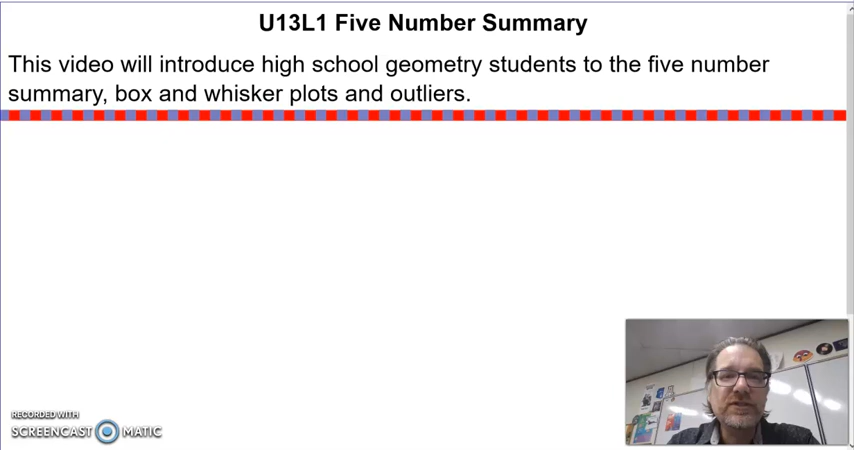 U13L1 Five Number Summary
This video will introduce high school geometry students to the five number
summary, box and whisker plots and outliers.
RECORDED WITH
SCREENCAST MATIC